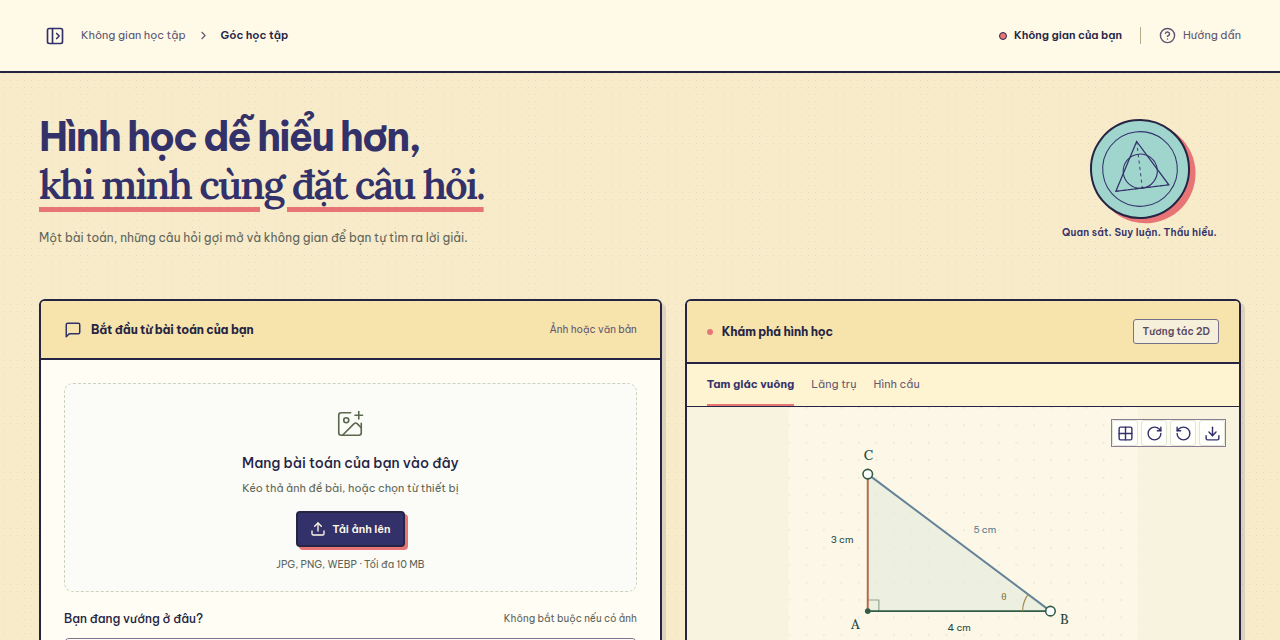 Không gian học tập > Góc học tập
Không gian của bạn
Hướng dẫn
Hình học dễ hiểu hơn,
khi mình cùng đặt câu hỏi.
Một bài toán, những câu hỏi gợi mở và không gian để bạn tự tìm ra lời giải.
Quan sát. Suy luận. Thấu hiểu.
Bắt đầu từ bài toán của bạn
Ảnh hoặc văn bản
Mang bài toán của bạn vào đây
Kéo thả ảnh đề bài, hoặc chọn từ thiết bị
Tải ảnh lên
JPG, PNG, WEBP · Tối đa 10 MB
Bạn đang vướng ở đâu?
Không bắt buộc nếu có ảnh
Khám phá hình học
Tương tác 2D
Tam giác vuông
Lăng trụ
Hình cầu
C
3 cm
5 cm
θ
A
B
4 cm